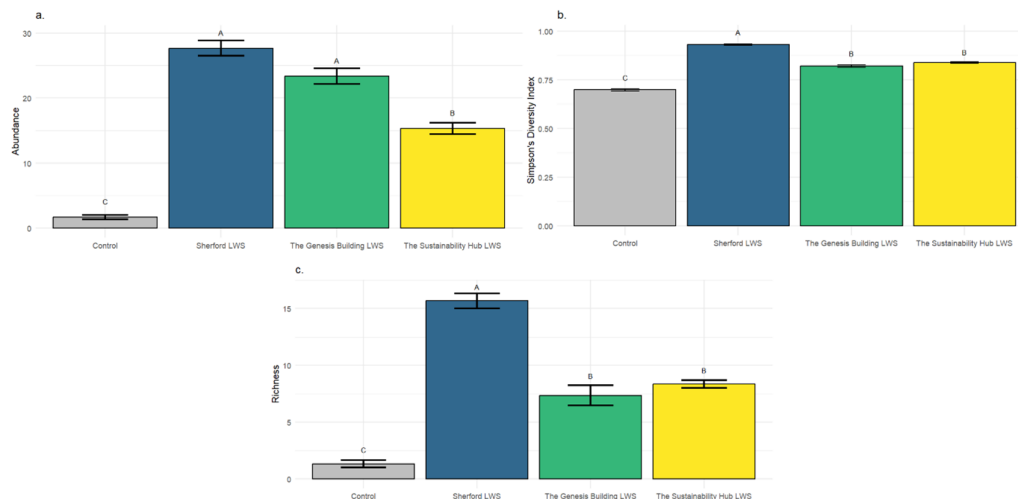 a.
Abundance
30
20
10
0
A
A
B
C
Control
Sherford LWS
The Genesis Building LWS
The Sustainability Hub LWS
b.
Simpson's Diversity Index
1.00
0.75
0.50
0.25
0.00
C
A
B
B
Control
Sherford LWS
The Genesis Building LWS
The Sustainability Hub LWS
c.
Richness
15
10
5
0
A
B
B
C
Control
Sherford LWS
The Genesis Building LWS
The Sustainability Hub LWS